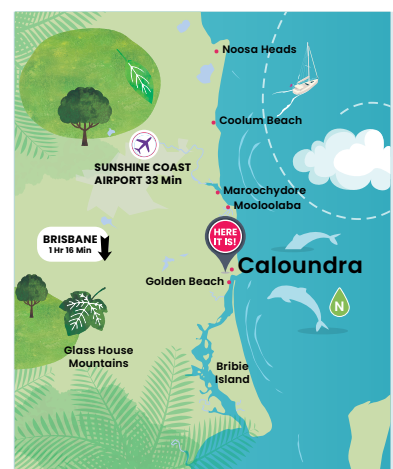 Noosa Heads
Coolum Beach
SUNSHINE COAST
AIRPORT 33 Min
Maroochydore
Mooloolaba
HERE
IT IS!
BRISBANE
1 Hr 16 Min
Caloundra
Golden Beach
N
Glass House
Mountains
Bribie
Island